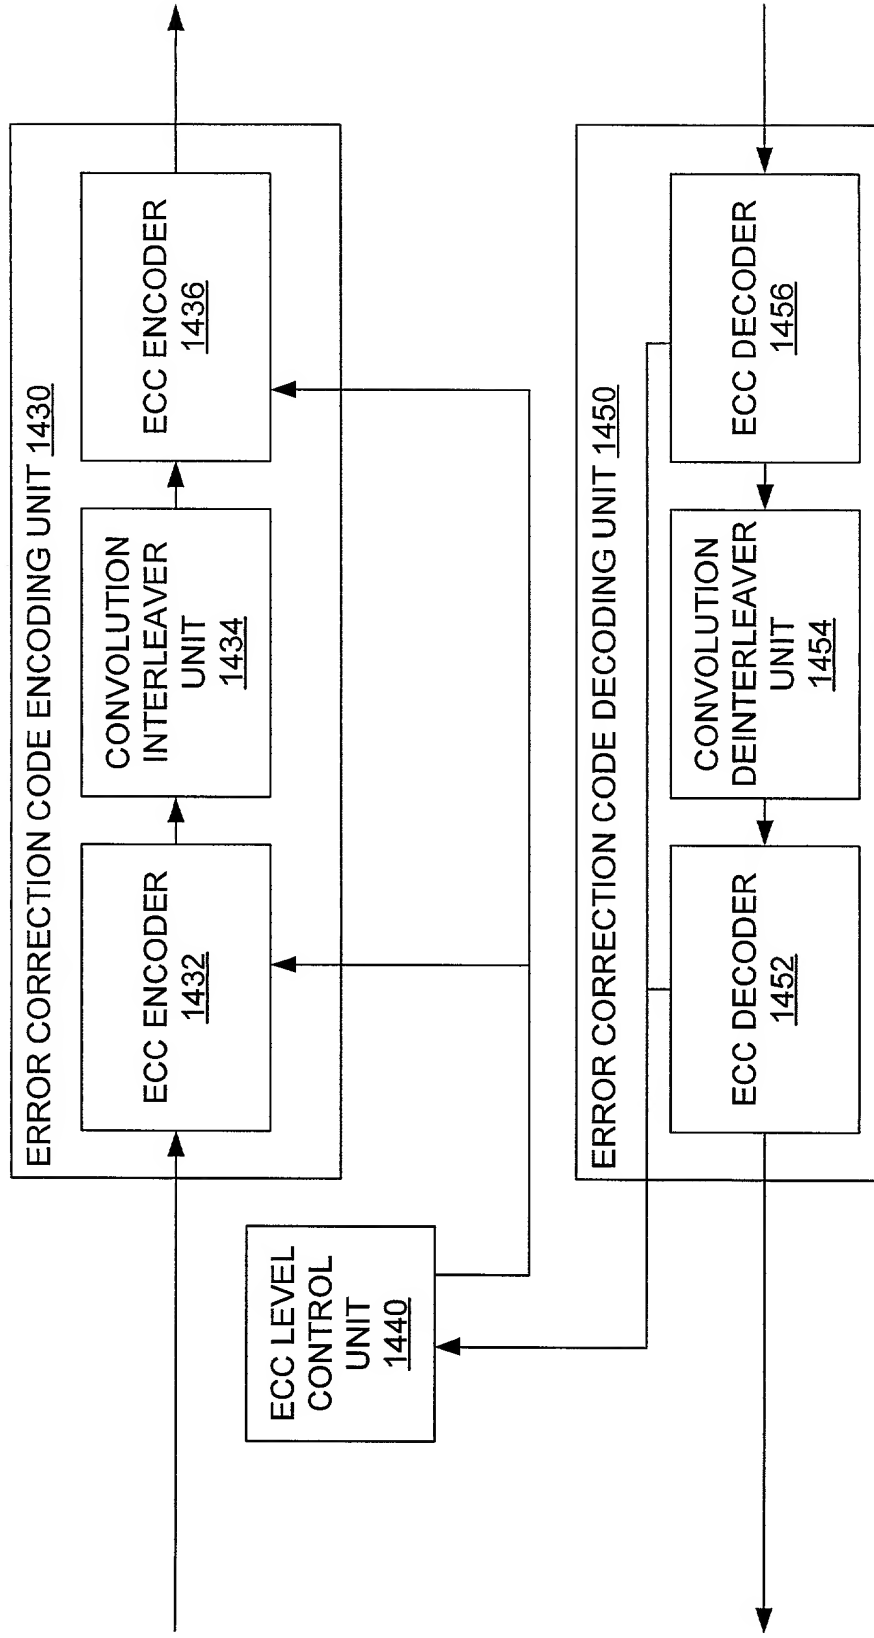 ERROR CORRECTION CODE ENCODING UNIT 1430
ECC ENCODER
1432
CONVOLUTION
INTERLEAVER
UNIT
1434
ECC ENCODER
1436
ECC LEVEL
CONTROL
UNIT
1440
ERROR CORRECTION CODE DECODING UNIT 1450
ECC DECODER
1452
CONVOLUTION
DEINTERLEAVER
UNIT
1454
ECC DECODER
1456